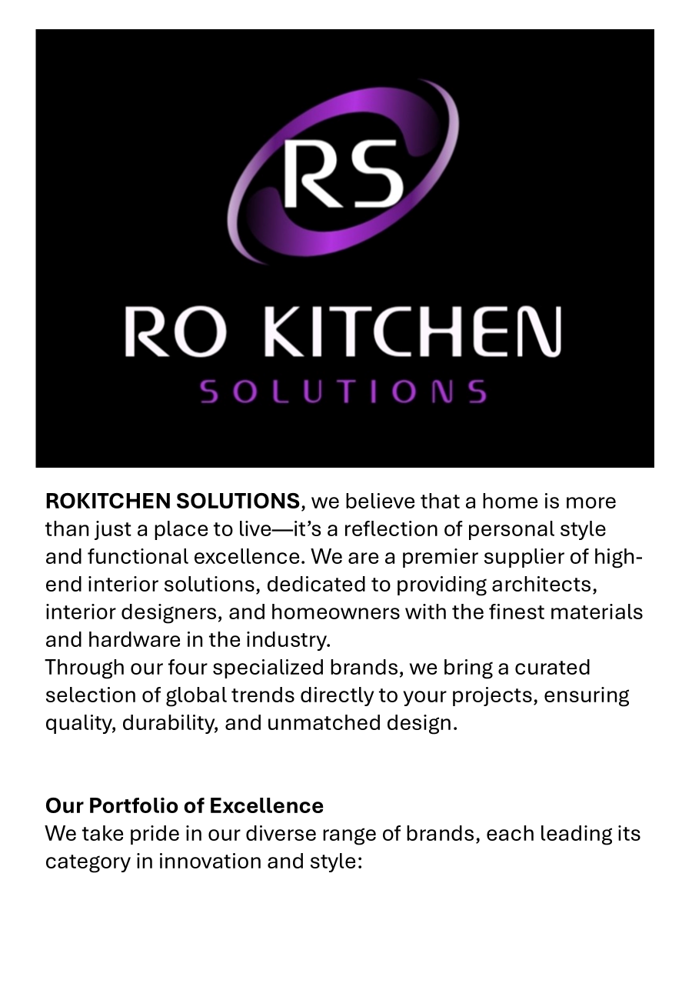 RS
RO KITCHEN
SOLUTIONS
ROKITCHEN SOLUTIONS, we believe that a home is more
than just a place to live—it’s a reflection of personal style
and functional excellence. We are a premier supplier of high-
end interior solutions, dedicated to providing architects,
interior designers, and homeowners with the finest materials
and hardware in the industry.
Through our four specialized brands, we bring a curated
selection of global trends directly to your projects, ensuring
quality, durability, and unmatched design.
Our Portfolio of Excellence
We take pride in our diverse range of brands, each leading its
category in innovation and style: